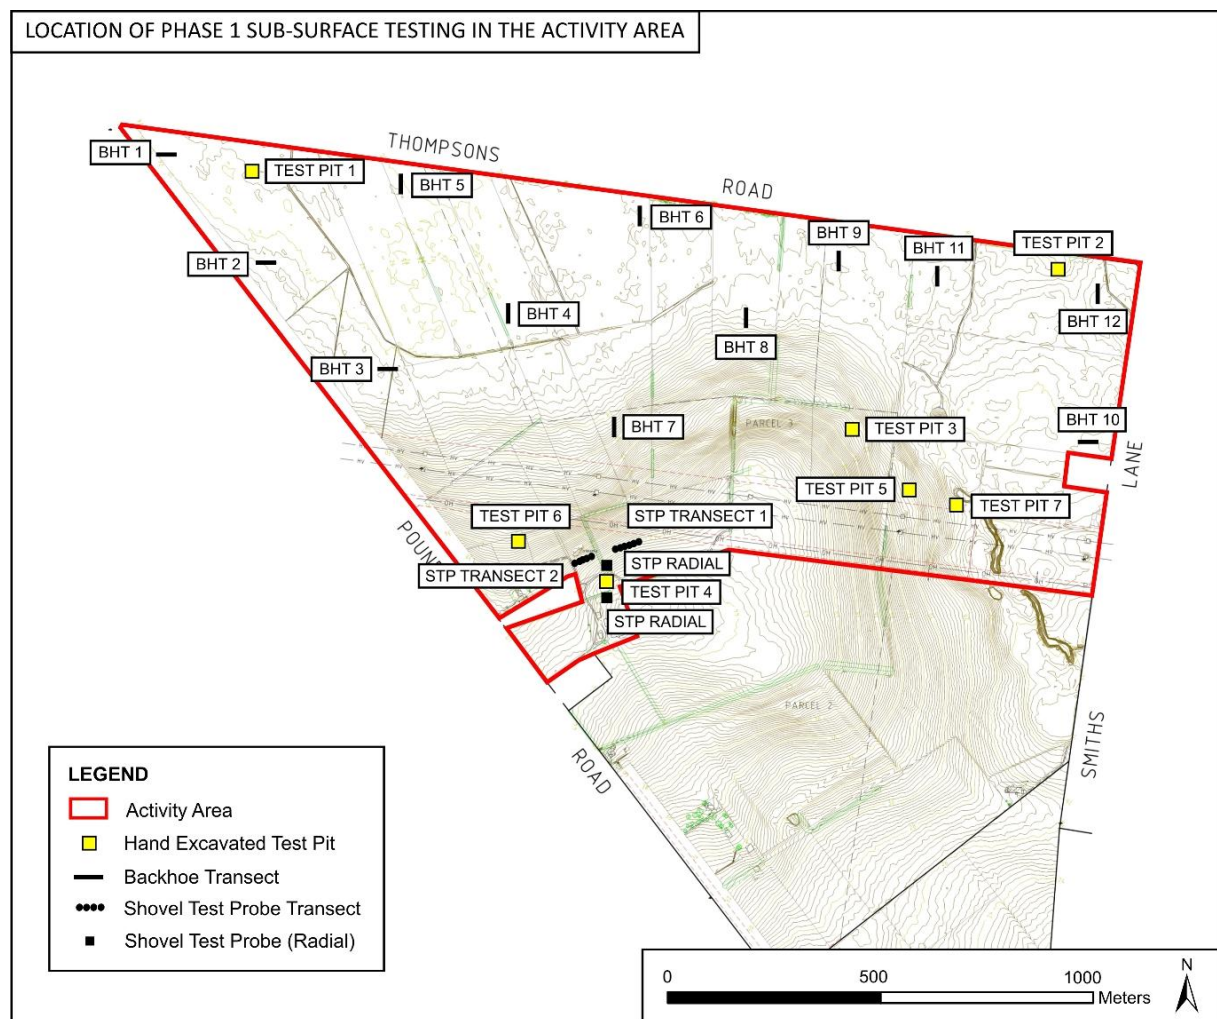 LOCATION OF PHASE 1 SUB-SURFACE TESTING IN THE ACTIVITY AREA
THOMPSONS
ROAD
BHT 1
TEST PIT 1
BHT 5
BHT 6
BHT 9
BHT 11
TEST PIT 2
BHT 2
BHT 4
BHT 8
BHT 12
BHT 3
BHT 7
PARCEL 3
TEST PIT 3
BHT 10
LANE
TEST PIT 5
TEST PIT 7
TEST PIT 6
STP TRANSECT 1
POUN
STP TRANSECT 2
STP RADIAL
TEST PIT 4
STP RADIAL
PARCEL 2
ROAD
SMITHS
LEGEND
Activity Area
Hand Excavated Test Pit
Backhoe Transect
Shovel Test Probe Transect
Shovel Test Probe (Radial)
0 500 1000
Meters
N